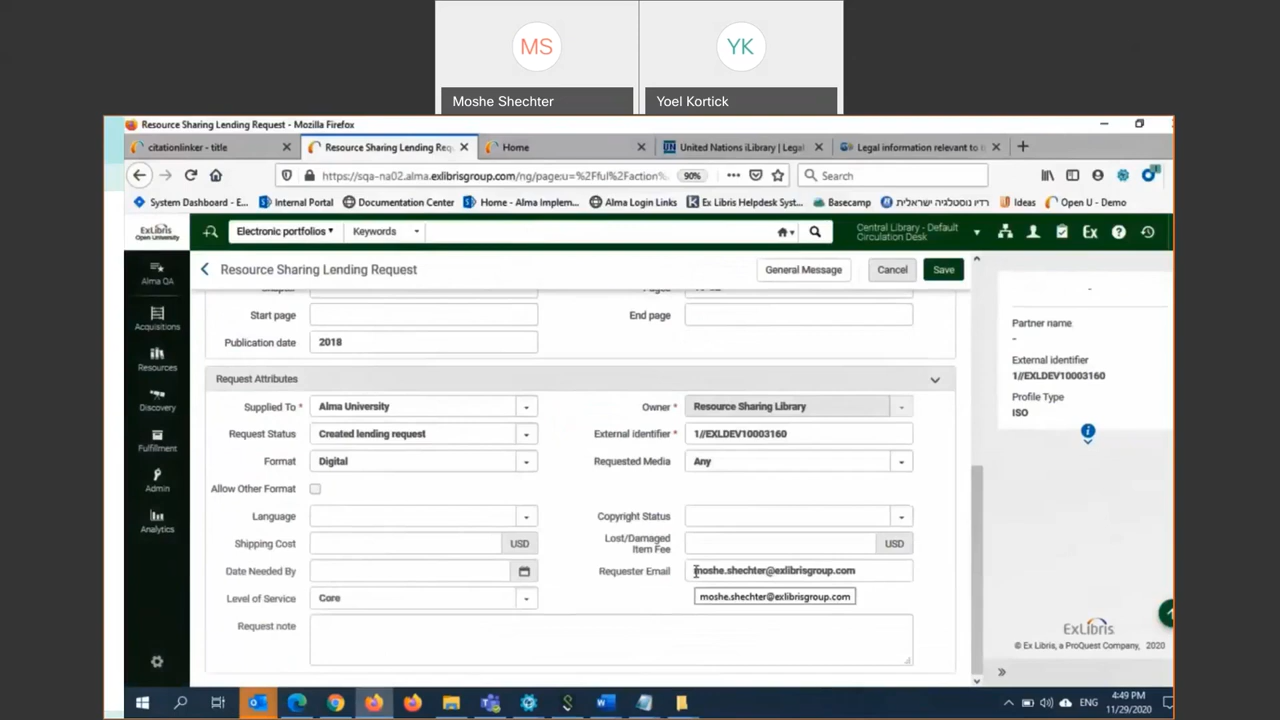 MS
YK
Moshe Shechter
Yoel Kortick
Resource Sharing Lending Request - Mozilla Firefox
citationlinker - title
Resource Sharing Lending Req
Home
United Nations iLibrary | Legal
Legal information relevant to
https://sqa-na02.alma.exlibrisgroup.com/ng/page;u=%2Fful%2Faction%
90%
Search
System Dashboard - E...
Internal Portal
Documentation Center
Home - Alma Implem...
Alma Login Links
Ex Libris Helpdesk Syst...
Basecamp
רדיו נוסטלגיה ישראלית
Ideas
Open U - Demo
ExLibris
Open University
Electronic portfolios
Keywords
Central Library - Default
Circulation Desk
Ex
Alma QA
Acquisitions
Resources
Discovery
Fulfillment
Admin
Analytics
Resource Sharing Lending Request
General Message
Cancel
Save
Start page
End page
Publication date
2018
Request Attributes
Supplied To *
Alma University
Owner *
Resource Sharing Library
Request Status
Created lending request
External identifier *
1//EXLDEV10003160
Format
Digital
Requested Media
Any
Allow Other Format
Language
Copyright Status
Shipping Cost
USD
Lost/Damaged
Item Fee
USD
Date Needed By
Requester Email
moshe.shechter@exlibrisgroup.com
moshe.shechter@exlibrisgroup.com
Level of Service
Core
Request note
-
Partner name
-
External identifier
1//EXLDEV10003160
Profile Type
ISO
ExLibris
© Ex Libris, a ProQuest Company, 2020
ENG
4:49 PM
11/29/2020